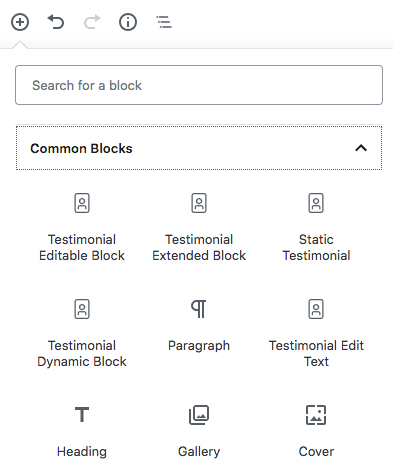 Search for a block
Common Blocks
Testimonial
Editable Block
Testimonial
Extended Block
Static
Testimonial
Testimonial
Dynamic Block
Paragraph
Testimonial Edit
Text
Heading
Gallery
Cover